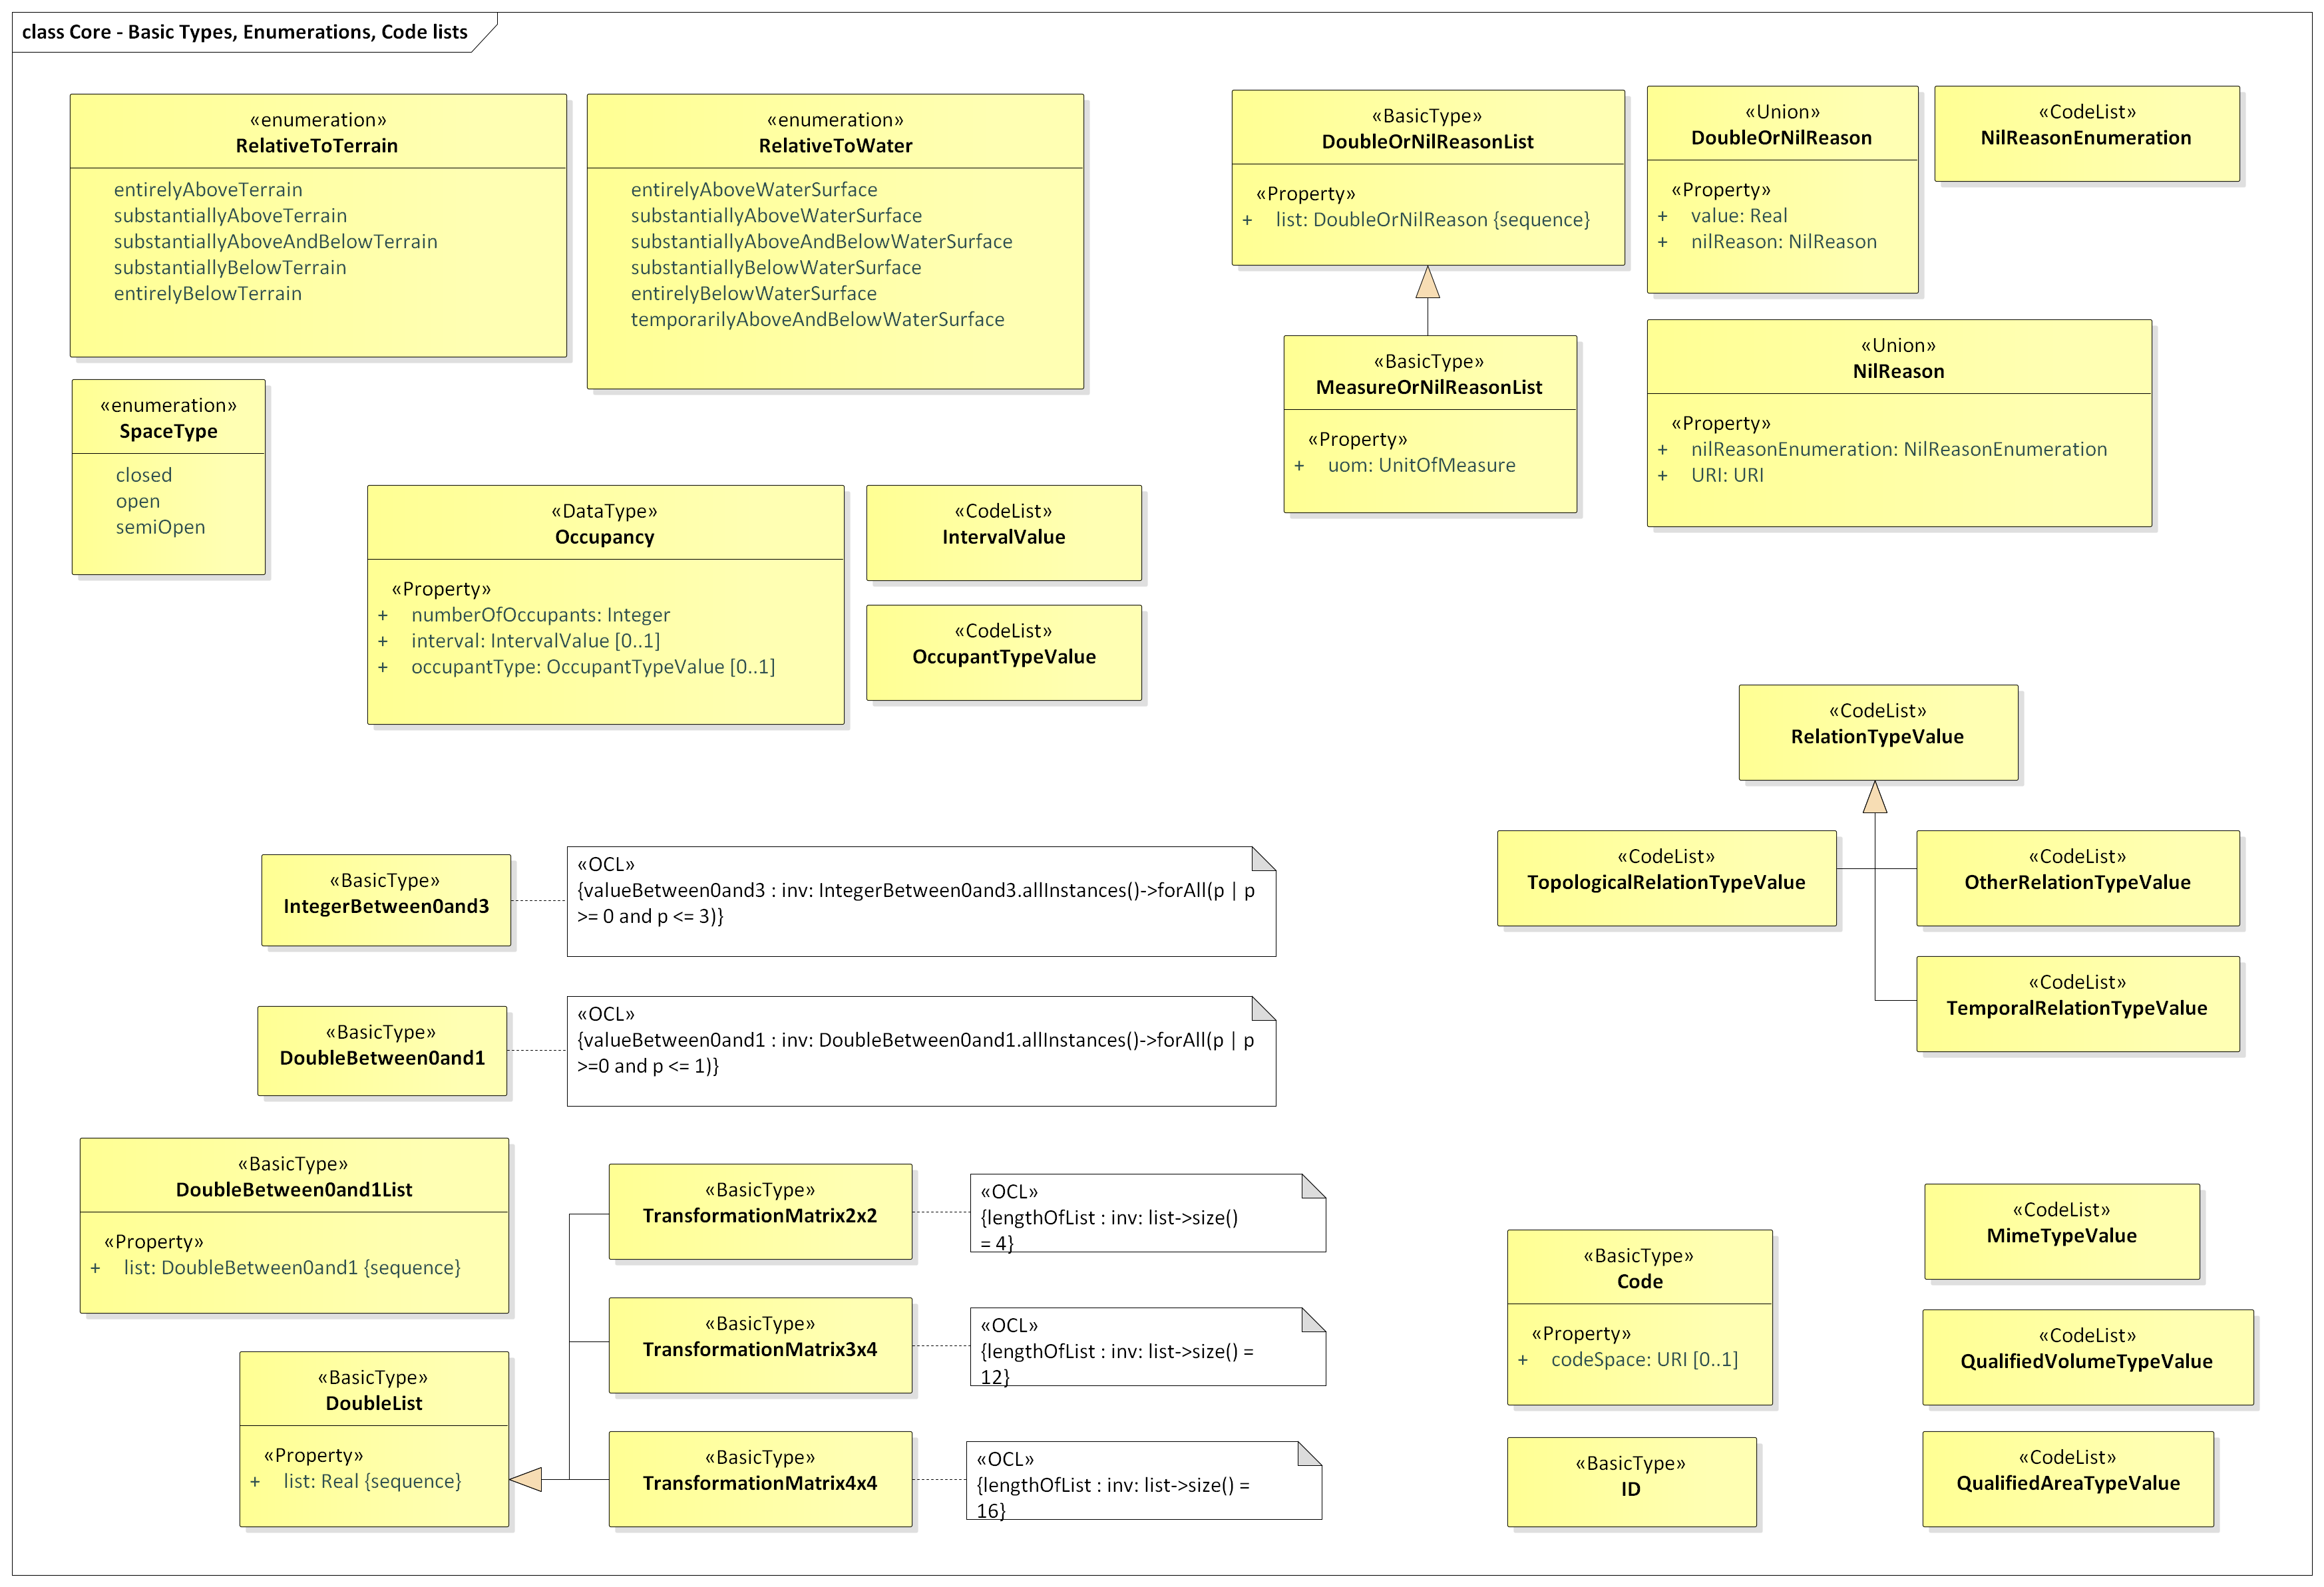 class Core - Basic Types, Enumerations, Code lists
«enumeration»
RelativeToTerrain
entirelyAboveTerrain
substantiallyAboveTerrain
substantiallyAboveAndBelowTerrain
substantiallyBelowTerrain
entirelyBelowTerrain
«enumeration»
RelativeToWater
entirelyAboveWaterSurface
substantiallyAboveWaterSurface
substantiallyAboveAndBelowWaterSurface
substantiallyBelowWaterSurface
entirelyBelowWaterSurface
temporarilyAboveAndBelowWaterSurface
«BasicType»
DoubleOrNilReasonList
«Property»
+ list: DoubleOrNilReason {sequence}
«Union»
DoubleOrNilReason
«Property»
+ value: Real
+ nilReason: NilReason
«CodeList»
NilReasonEnumeration
«BasicType»
MeasureOrNilReasonList
«Property»
+ uom: UnitOfMeasure
«Union»
NilReason
«Property»
+ nilReasonEnumeration: NilReasonEnumeration
+ URI: URI
«enumeration»
SpaceType
closed
open
semiOpen
«DataType»
Occupancy
«Property»
+ numberOfOccupants: Integer
+ interval: IntervalValue [0..1]
+ occupantType: OccupantTypeValue [0..1]
«CodeList»
IntervalValue
«CodeList»
OccupantTypeValue
«CodeList»
RelationTypeValue
«CodeList»
TopologicalRelationTypeValue
«CodeList»
OtherRelationTypeValue
«CodeList»
TemporalRelationTypeValue
«BasicType»
IntegerBetween0and3
«OCL»
{valueBetween0and3 : inv: IntegerBetween0and3.allInstances()->forAll(p | p
>= 0 and p <= 3)}
«BasicType»
DoubleBetween0and1
«OCL»
{valueBetween0and1 : inv: DoubleBetween0and1.allInstances()->forAll(p | p
>=0 and p <= 1)}
«BasicType»
DoubleBetween0and1List
«Property»
+ list: DoubleBetween0and1 {sequence}
«BasicType»
DoubleList
«Property»
+ list: Real {sequence}
«BasicType»
TransformationMatrix2x2
«OCL»
{lengthOfList : inv: list->size()
= 4}
«BasicType»
TransformationMatrix3x4
«OCL»
{lengthOfList : inv: list->size() =
12}
«BasicType»
TransformationMatrix4x4
«OCL»
{lengthOfList : inv: list->size() =
16}
«BasicType»
Code
«Property»
+ codeSpace: URI [0..1]
«BasicType»
ID
«CodeList»
MimeTypeValue
«CodeList»
QualifiedVolumeTypeValue
«CodeList»
QualifiedAreaTypeValue